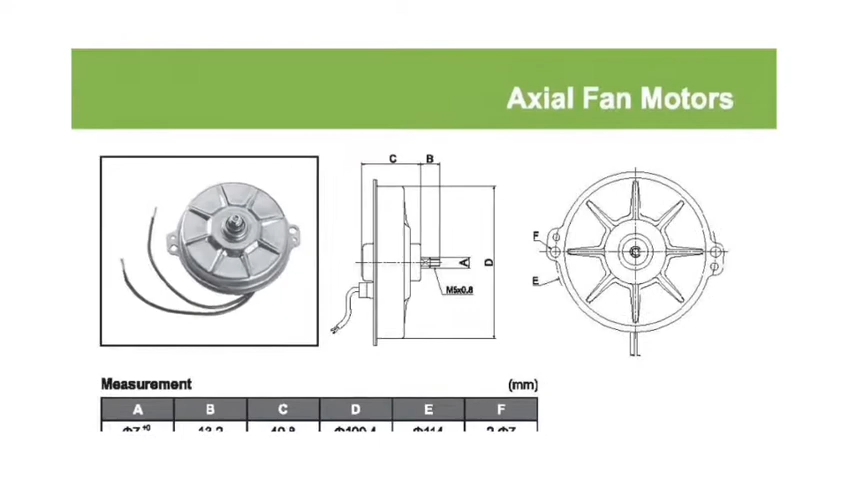 Axial Fan Motors
C B
F
A
D
E
M5x0.8
Measurement (mm)
A B C D E F